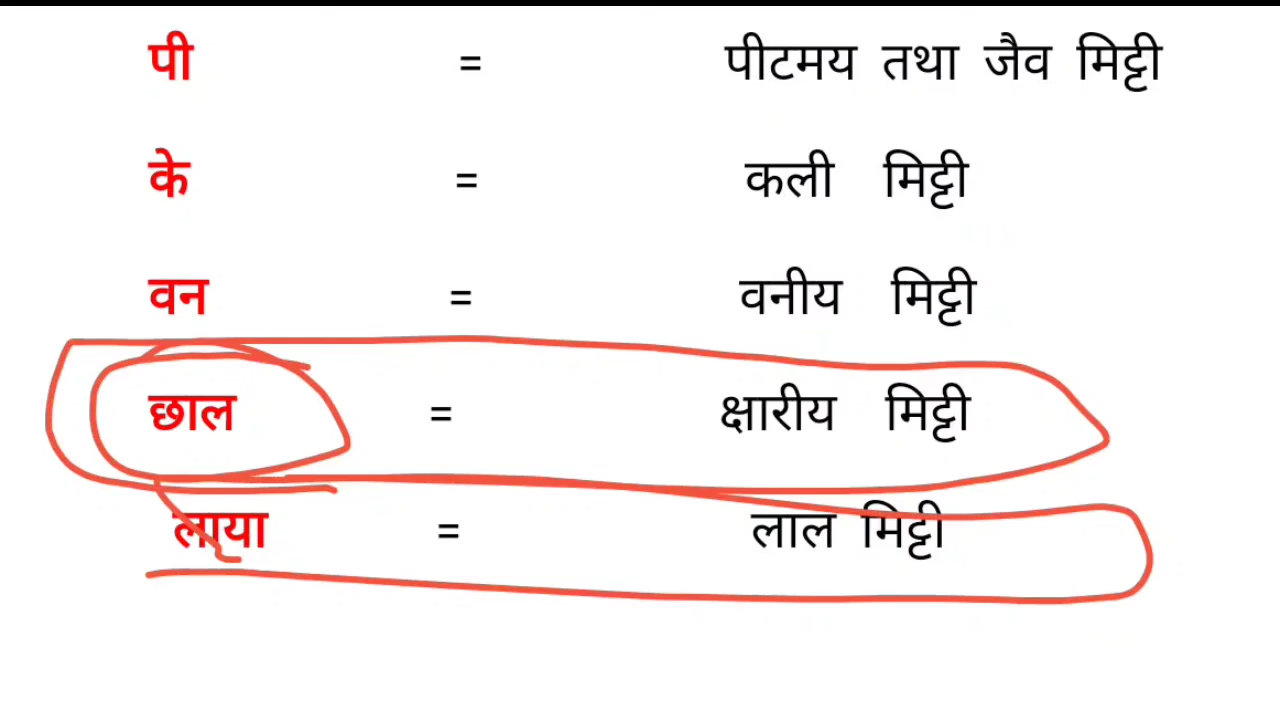 पी = पीटमय तथा जैव मिट्टी
के = कली मिट्टी
वन = वनीय मिट्टी
छाल = क्षारीय मिट्टी
लाया = लाल मिट्टी